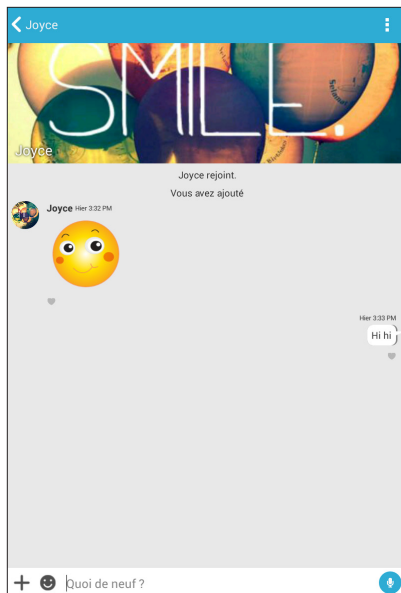 Joyce
SMILE.
Joyce
Joyce rejoint.
Vous avez ajouté
Joyce Hier 3:32 PM
Hier 3:33 PM
Hi hi
Quoi de neuf ?